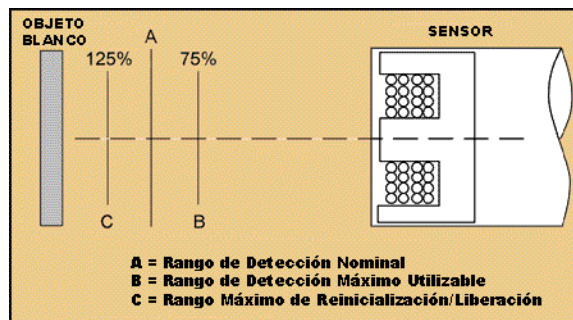 OBJETO
BLANCO
SENSOR
A
125%
75%
C
B
A = Rango de Detección Nominal
B = Rango de Detección Máximo Utilizable
C = Rango Máximo de Reinicialización/Liberación